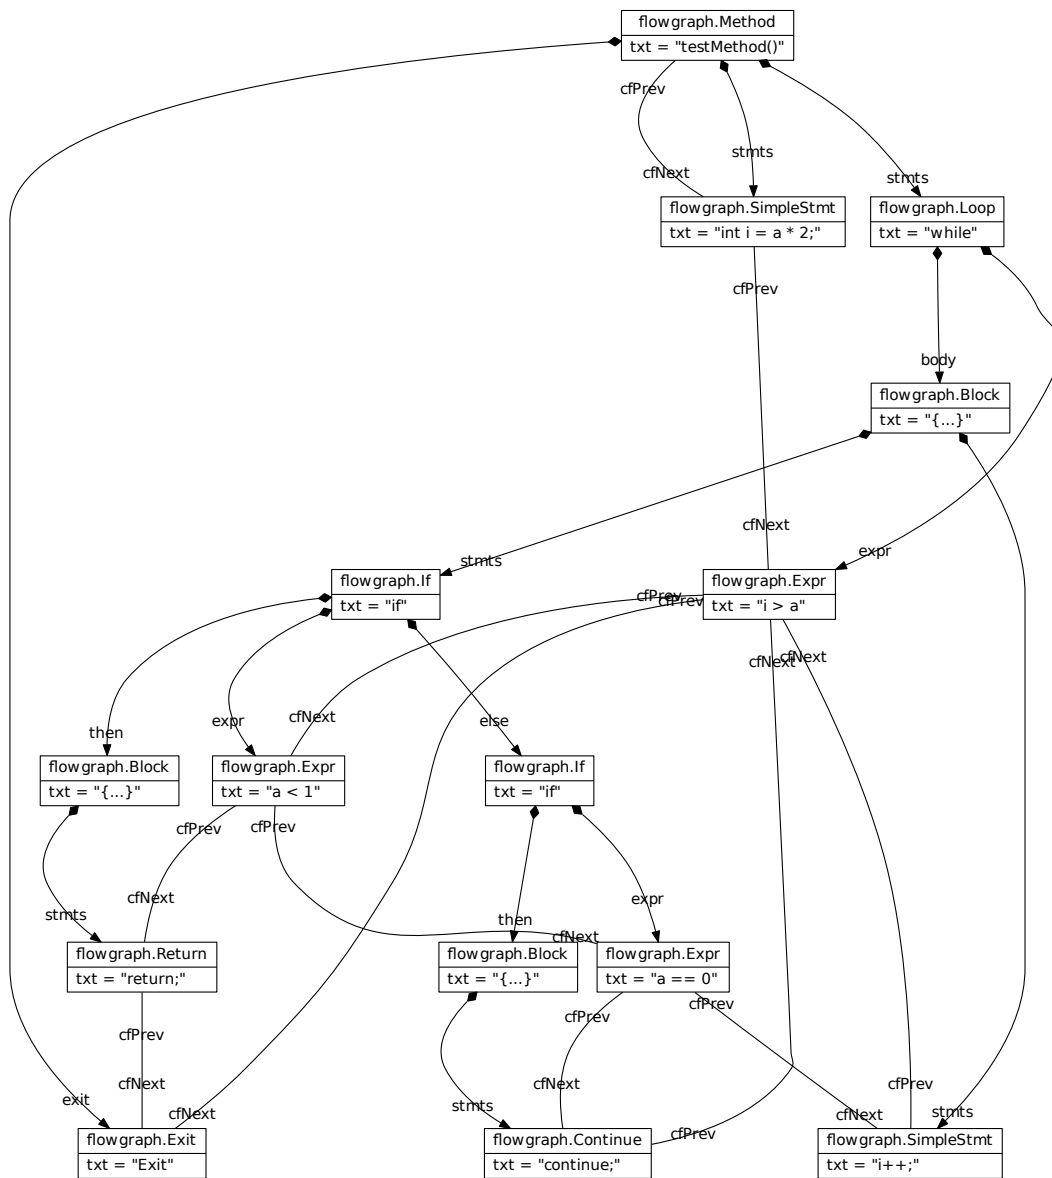 flowgraph.Method
txt = "testMethod()"
cfPrev
stmts
cfNext
stmts
flowgraph.SimpleStmt
txt = "int i = a * 2;"
flowgraph.Loop
txt = "while"
cfPrev
body
flowgraph.Block
txt = "{...}"
cfNext
expr
stmts
flowgraph.If
txt = "if"
cfPrev
cfPrev
flowgraph.Expr
txt = "i > a"
cfNext
cfNext
then
expr
cfNext
else
flowgraph.Block
txt = "{...}"
flowgraph.Expr
txt = "a < 1"
flowgraph.If
txt = "if"
cfPrev
cfPrev
cfNext
stmts
expr
then
cfNext
flowgraph.Return
txt = "return;"
flowgraph.Block
txt = "{...}"
flowgraph.Expr
txt = "a == 0"
cfPrev
cfPrev
cfPrev
cfNext
cfNext
cfPrev
exit
cfNext
stmts
cfNext
stmts
cfPrev
flowgraph.Exit
txt = "Exit"
flowgraph.Continue
txt = "continue;"
flowgraph.SimpleStmt
txt = "i++;"